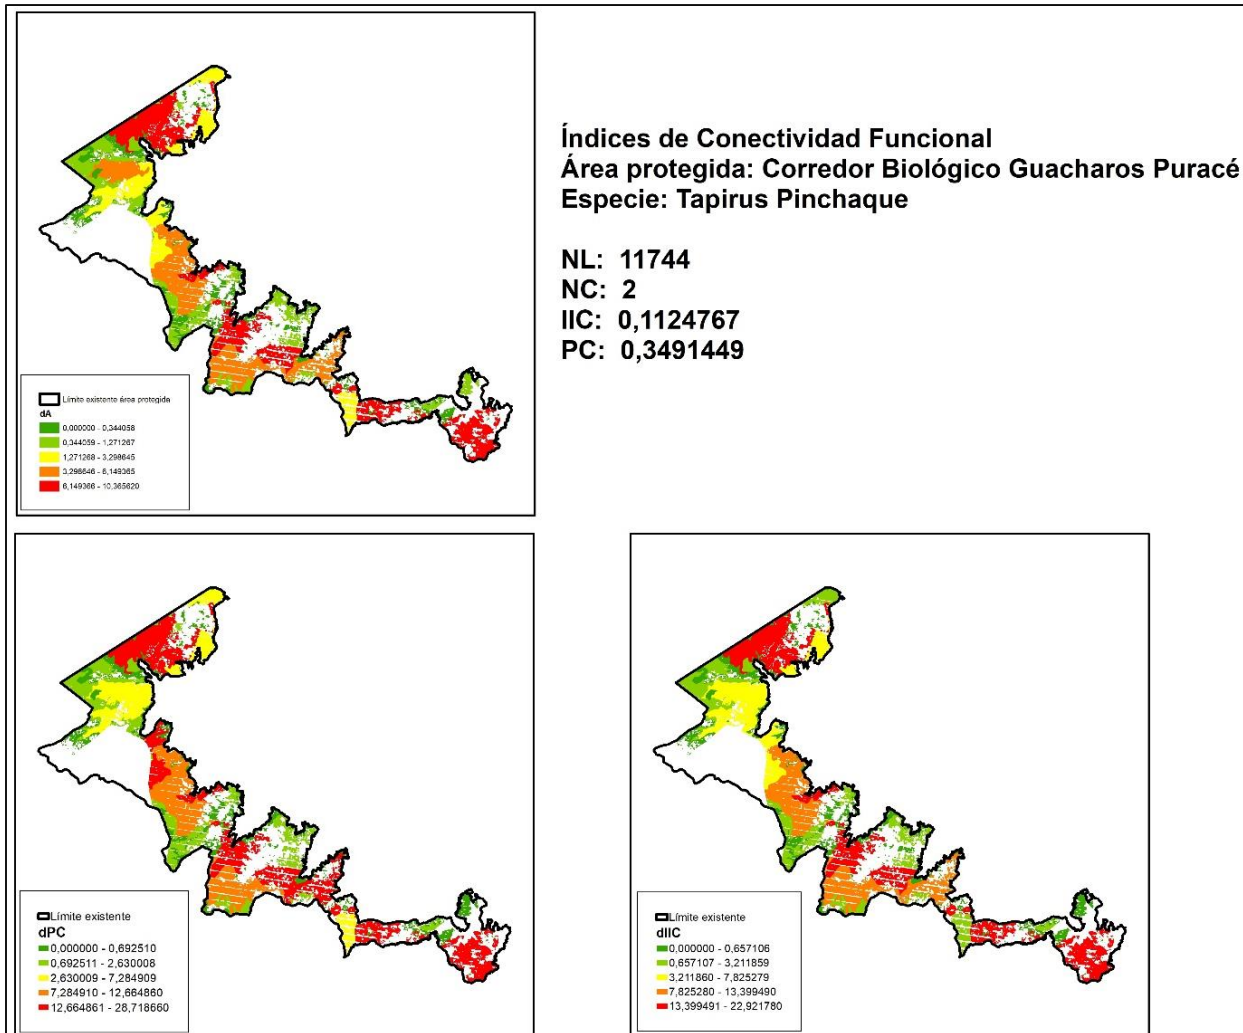 Índices de Conectividad Funcional
Área protegida: Corredor Biológico Guacharos Puracé
Especie: Tapirus Pinchaque
NL: 11744
NC: 2
IIC: 0,1124767
PC: 0,3491449
Límite existente área protegida
dA
0,000000 - 0,344058
0,344059 - 1,271267
1,271268 - 3,298645
3,298646 - 6,149365
6,149366 - 10,365620
Límite existente
dPC
0,000000 - 0,692510
0,692511 - 2,630008
2,630009 - 7,284909
7,284910 - 12,664860
12,664861 - 28,718660
Límite existente
dIIC
0,000000 - 0,657106
0,657107 - 3,211859
3,211860 - 7,825279
7,825280 - 13,399490
13,399491 - 22,921780